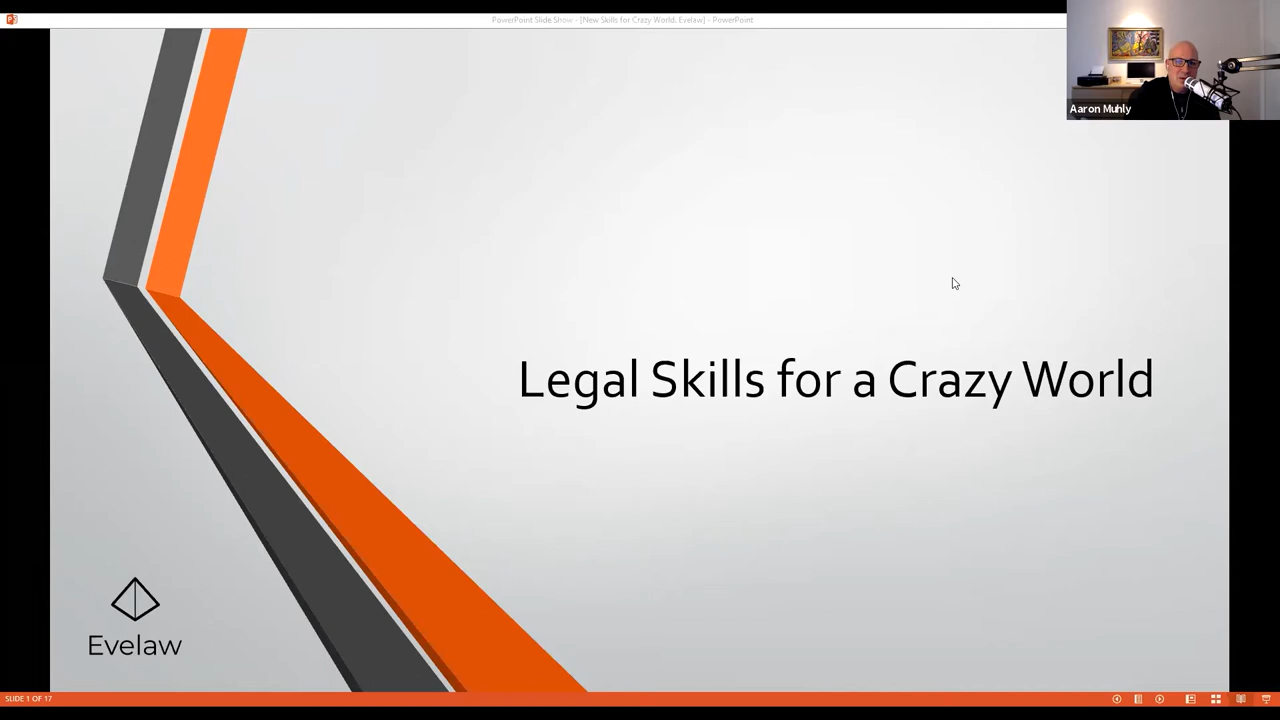 PowerPoint Slide Show - [New Skills for Crazy World. Evelaw] - PowerPoint
Aaron Muhly
Legal Skills for a Crazy World
Evelaw
SLIDE 1 OF 17